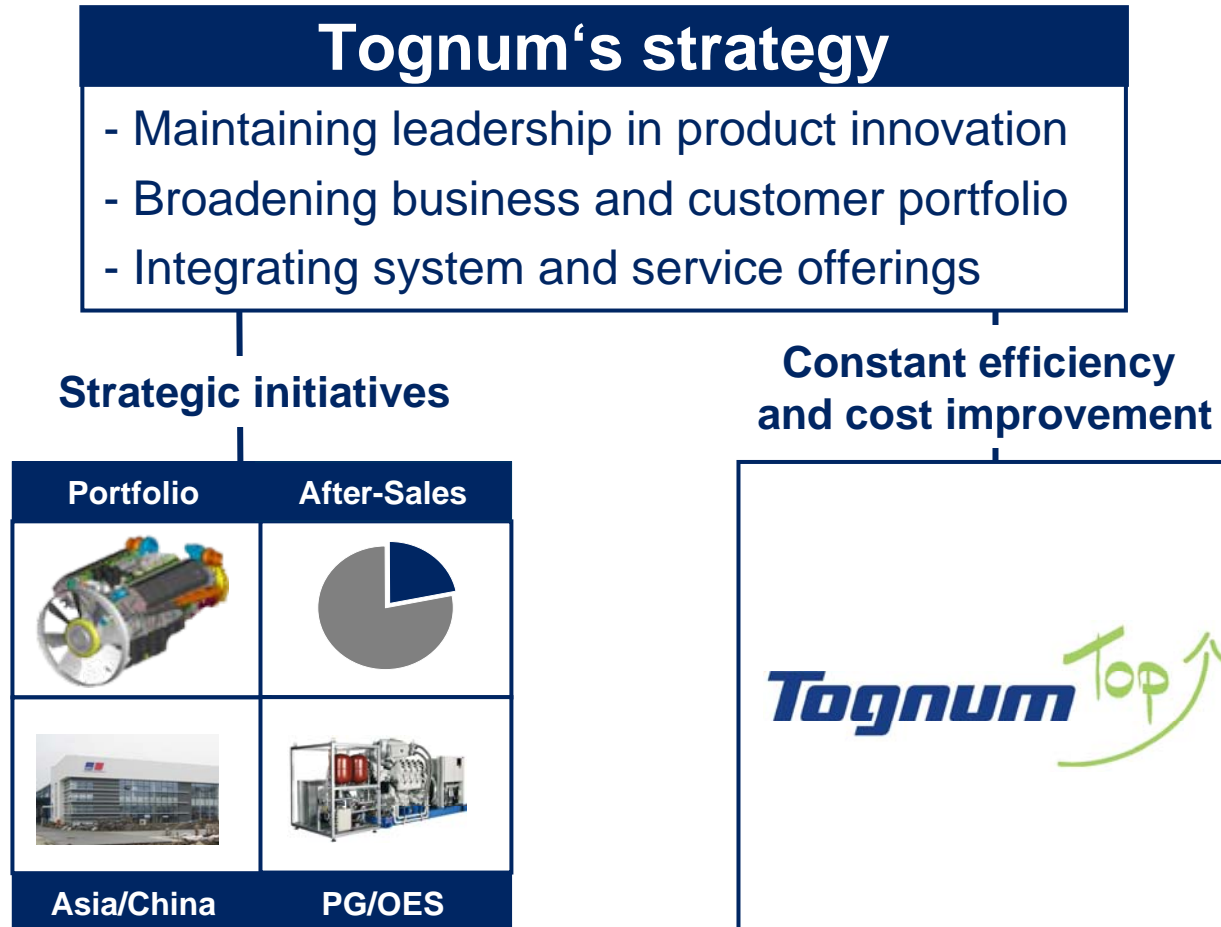 Tognum‘s strategy
- Maintaining leadership in product innovation
- Broadening business and customer portfolio
- Integrating system and service offerings
Strategic initiatives
Constant efficiency
and cost improvement
Portfolio After-Sales
Asia/China PG/OES
Tognum Top